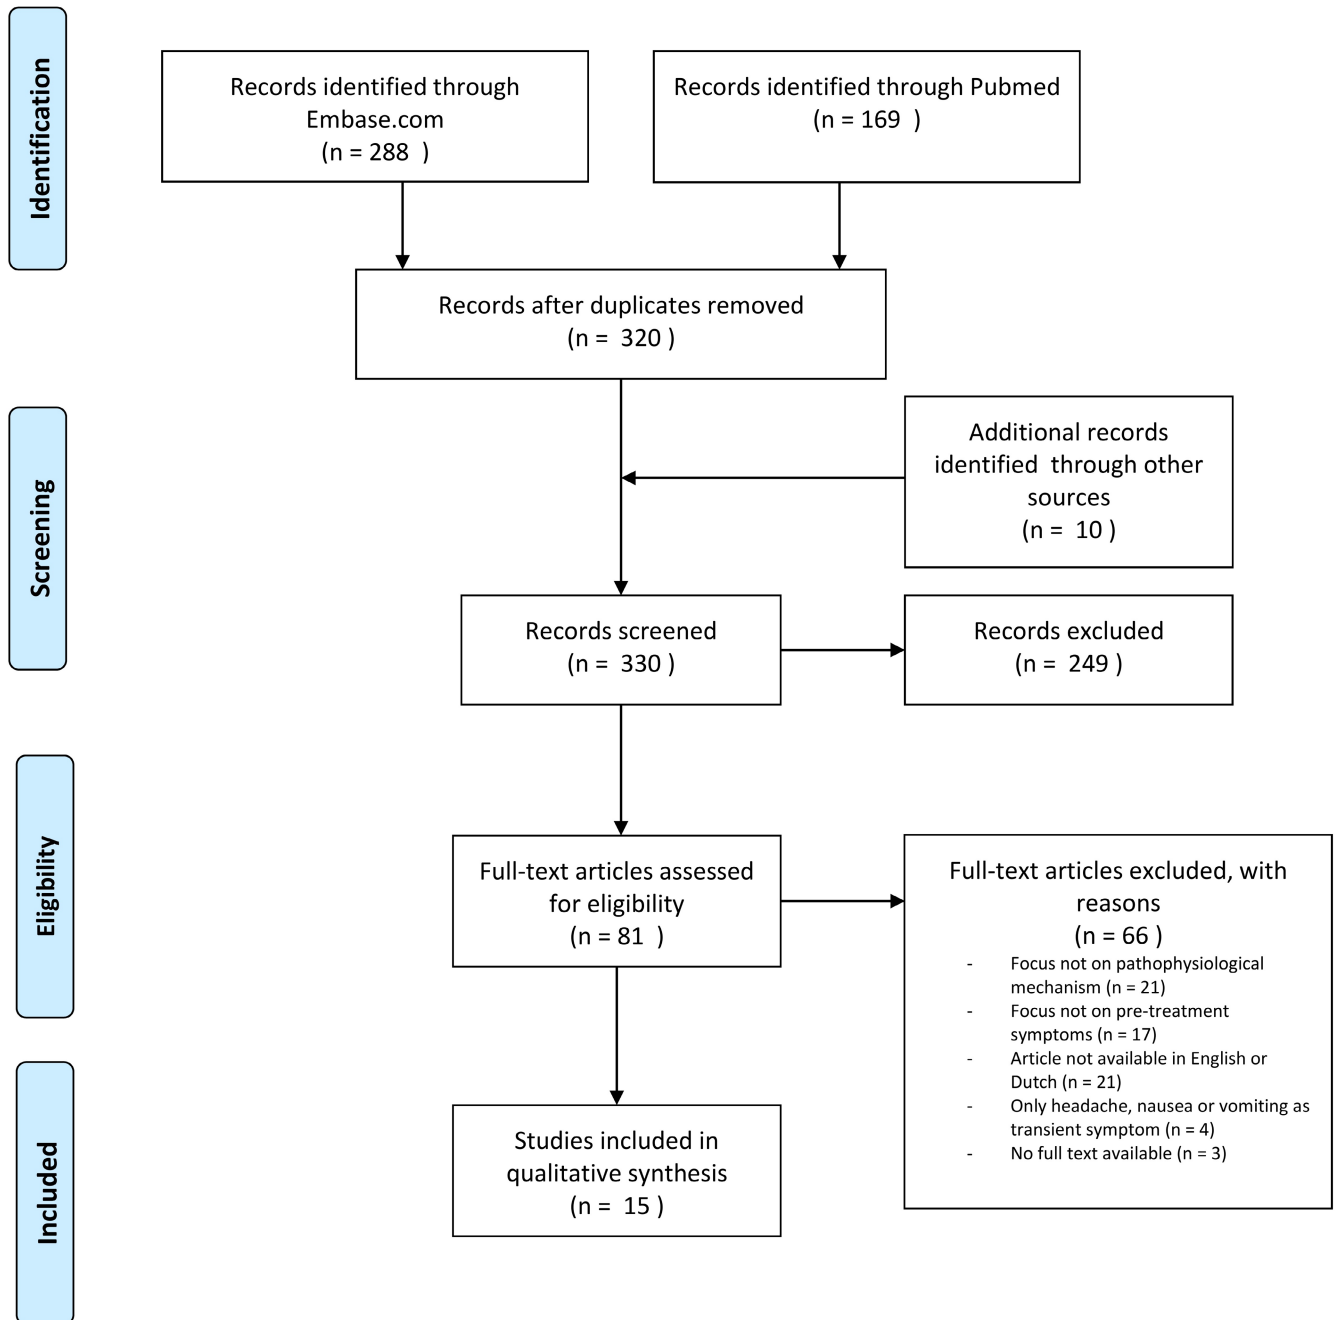 Identification
Records identified through
Embase.com
(n = 288  )
Records identified through Pubmed
(n = 169  )
Records after duplicates removed
(n =  320 )
Screening
Additional records
identified  through other
sources
(n =  10 )
Records screened
(n =  330 )
Records excluded
(n =  249 )
Eligibility
Full-text articles assessed
for eligibility
(n = 81  )
Full-text articles excluded, with
reasons
(n = 66 )
- Focus not on pathophysiological
mechanism (n = 21)
- Focus not on pre-treatment
symptoms (n = 17)
- Article not available in English or
Dutch (n = 21)
- Only headache, nausea or vomiting as
transient symptom (n = 4)
- No full text available (n = 3)
Included
Studies included in
qualitative synthesis
(n =  15 )